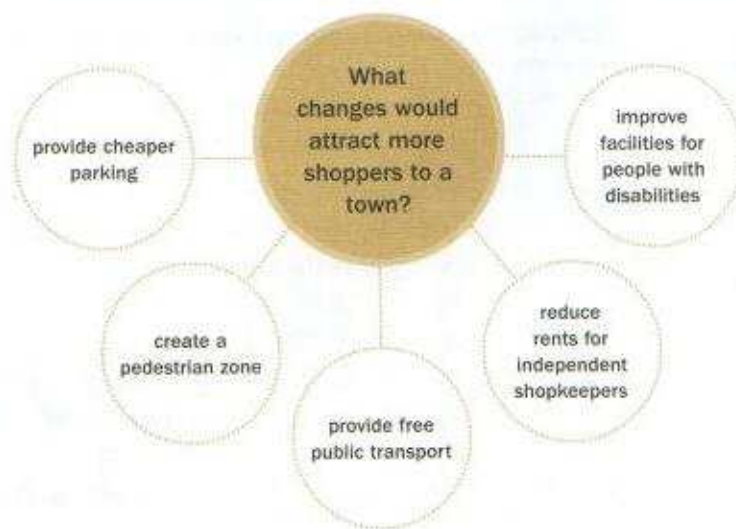 What
changes would
attract more
shoppers to a
town?
provide cheaper
parking
create a
pedestrian zone
provide free
public transport
reduce
rents for
independent
shopkeepers
improve
facilities for
people with
disabilities